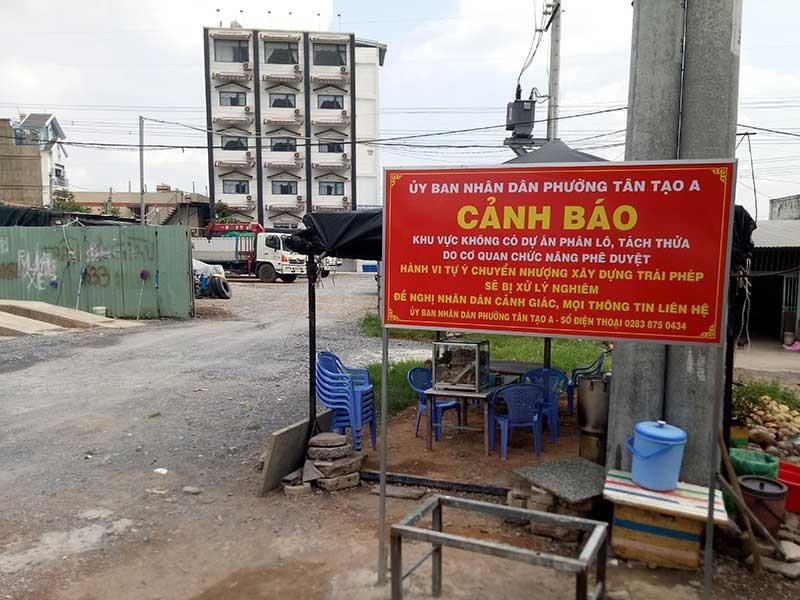 ỦY BAN NHÂN DÂN PHƯỜNG TÂN TẠO A
CẢNH BÁO
KHU VỰC KHÔNG CÓ DỰ ÁN PHÂN LÔ, TÁCH THỬA
DO CƠ QUAN CHỨC NĂNG PHÊ DUYỆT
HÀNH VI TỰ Ý CHUYỂN NHƯỢNG XÂY DỰNG TRÁI PHÉP
SẼ BỊ XỬ LÝ NGHIÊM
ĐỀ NGHỊ NHÂN DÂN CẢNH GIÁC, MỌI THÔNG TIN LIÊN HỆ
ỦY BAN NHÂN DÂN PHƯỜNG TÂN TẠO A - SỐ ĐIỆN THOẠI 0283 875 0434